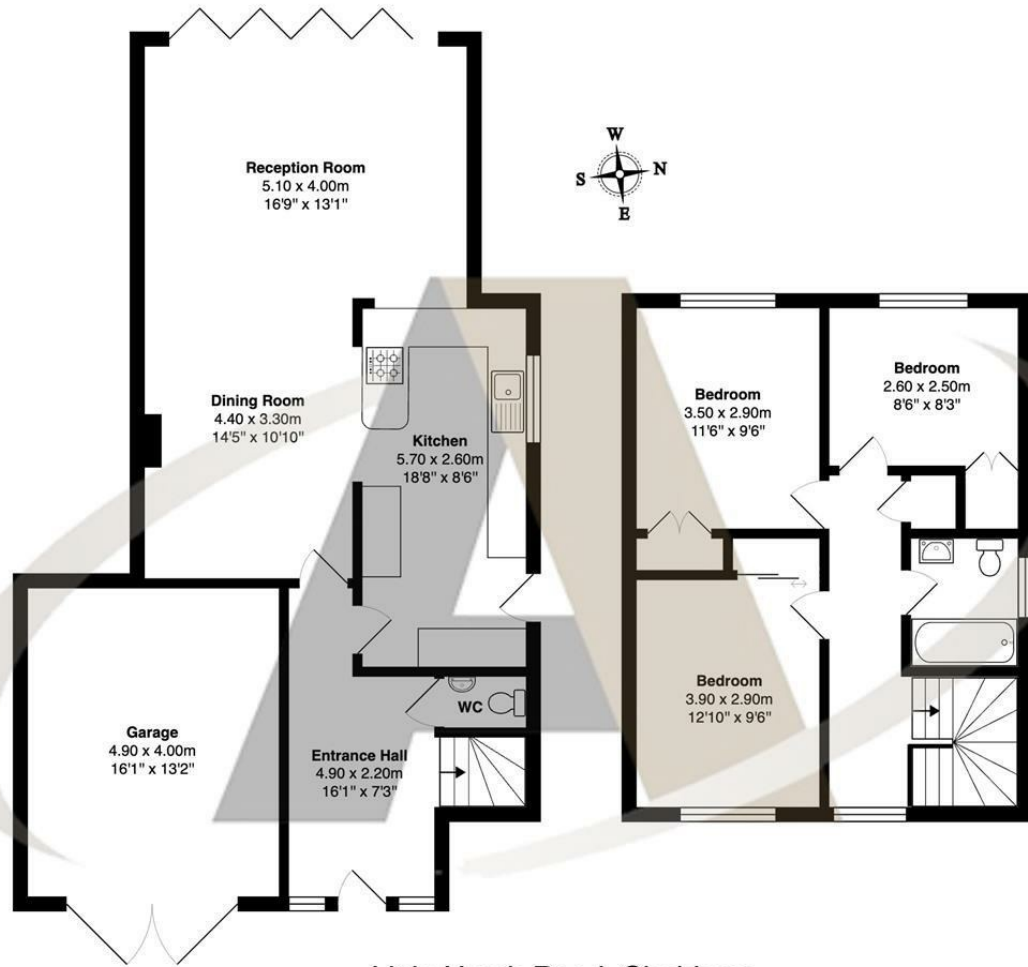 Reception Room
5.10 x 4.00m
16'9" x 13'1"
W
S
N
E
Dining Room
4.40 x 3.30m
14'5" x 10'10"
Kitchen
5.70 x 2.60m
18'8" x 8'6"
Bedroom
3.50 x 2.90m
11'6" x 9'6"
Bedroom
2.60 x 2.50m
8'6" x 8'3"
Garage
4.90 x 4.00m
16'1" x 13'2"
Entrance Hall
4.90 x 2.20m
16'1" x 7'3"
WC
Bedroom
3.90 x 2.90m
12'10" x 9'6"